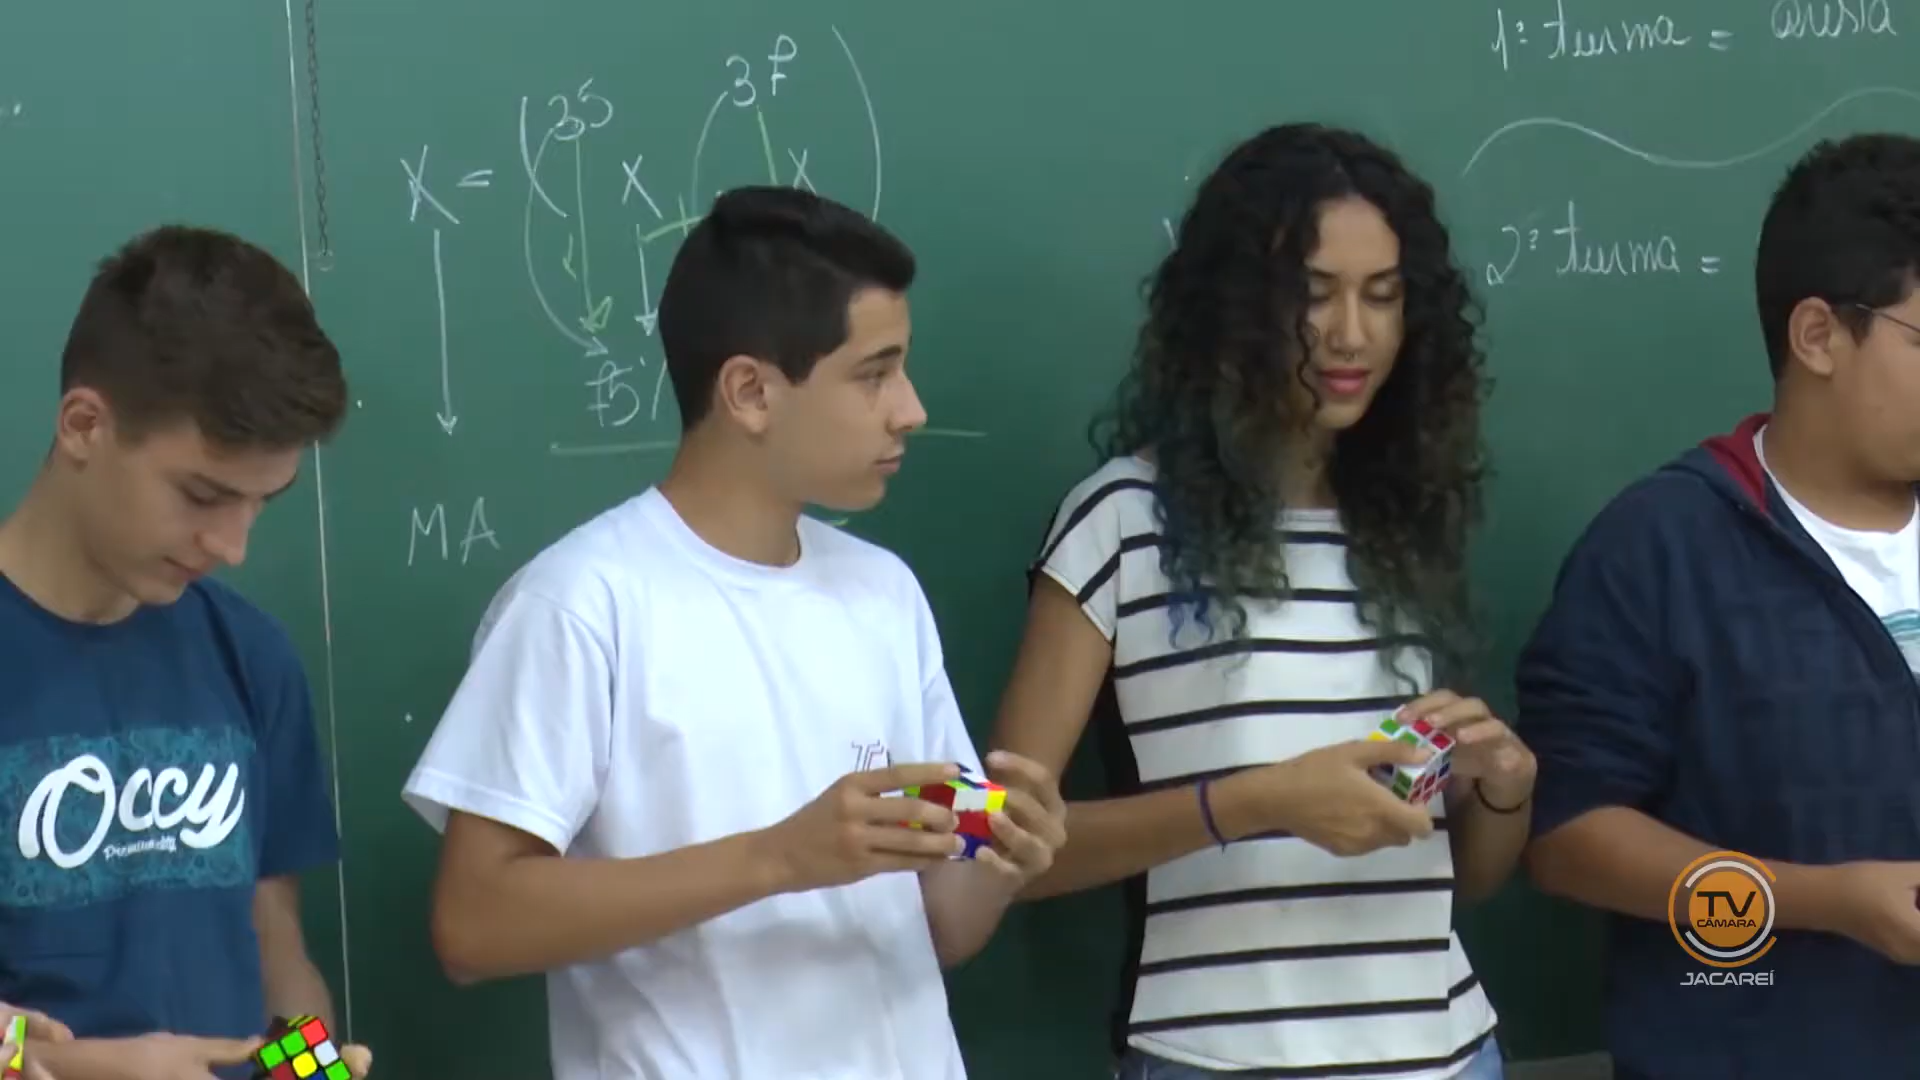 1ª turma =
35
3P
X =
X
X
2ª turma =
75
MA
Occy
TV
CÂMARA
JACAREÍ